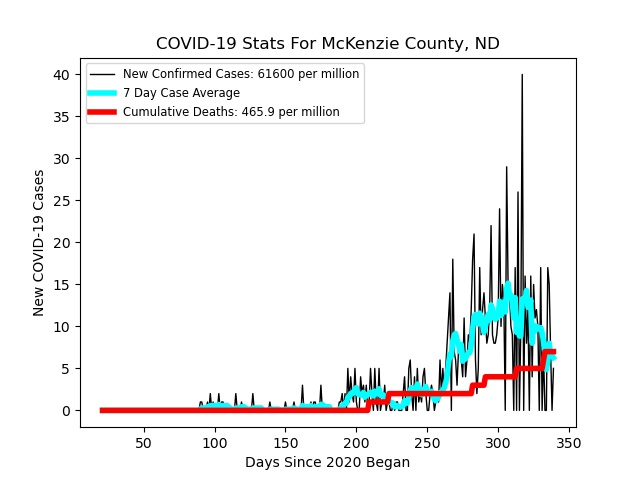 COVID-19 Stats For McKenzie County, ND
New Confirmed Cases: 61600 per million
7 Day Case Average
Cumulative Deaths: 465.9 per million
New COVID-19 Cases
40
35
30
25
20
15
10
5
0
50 100 150 200 250 300 350
Days Since 2020 Began